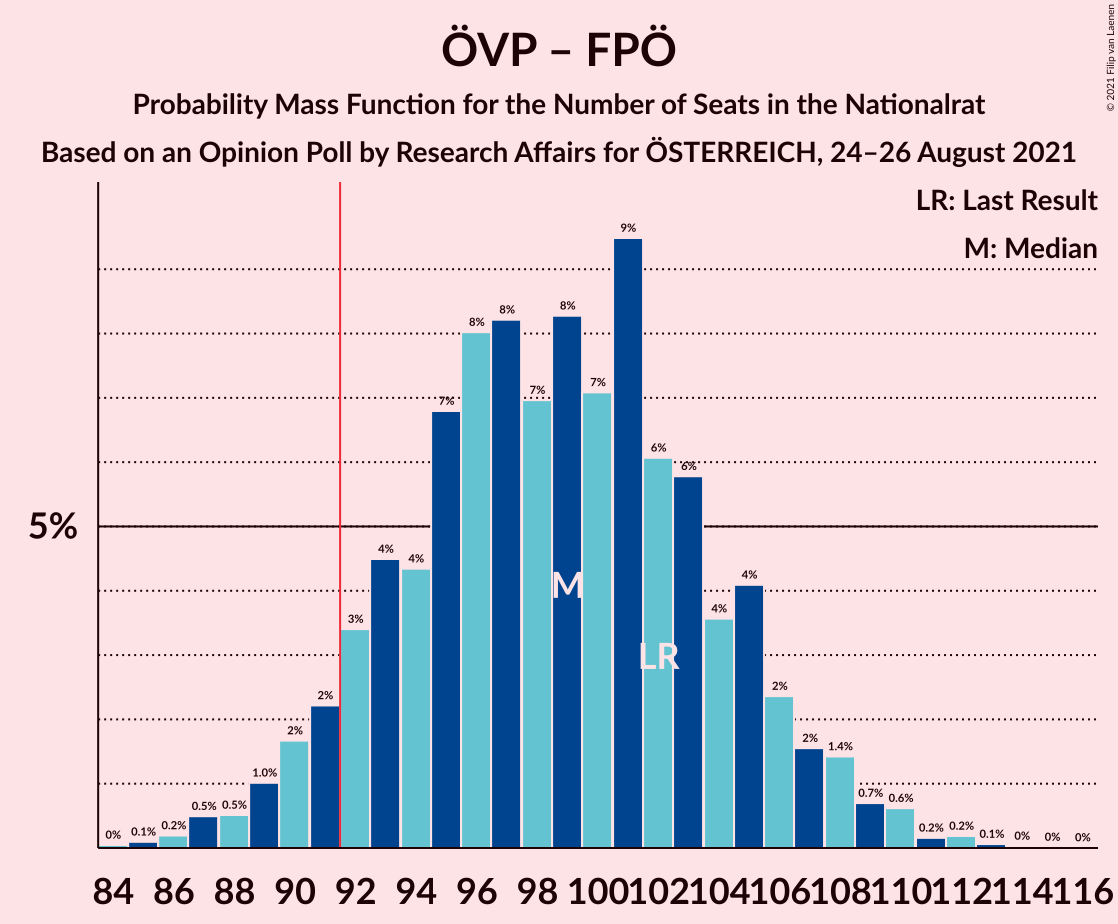 ÖVP – FPÖ
Probability Mass Function for the Number of Seats in the Nationalrat
Based on an Opinion Poll by Research Affairs for ÖSTERREICH, 24–26 August 2021
© 2021 Filip van Laenen
LR: Last Result
M: Median
5%
0% 0.1% 0.2% 0.5% 0.5% 1.0% 2% 2% 3% 4% 4% 7% 8% 8% 7% 8% 7% 9% 6% 6% 4% 4% 2% 2% 1.4% 0.7% 0.6% 0.2% 0.2% 0.1% 0% 0% 0%
M
LR
84 86 88 90 92 94 96 98 100 102 104 106 108 110 112 114 116